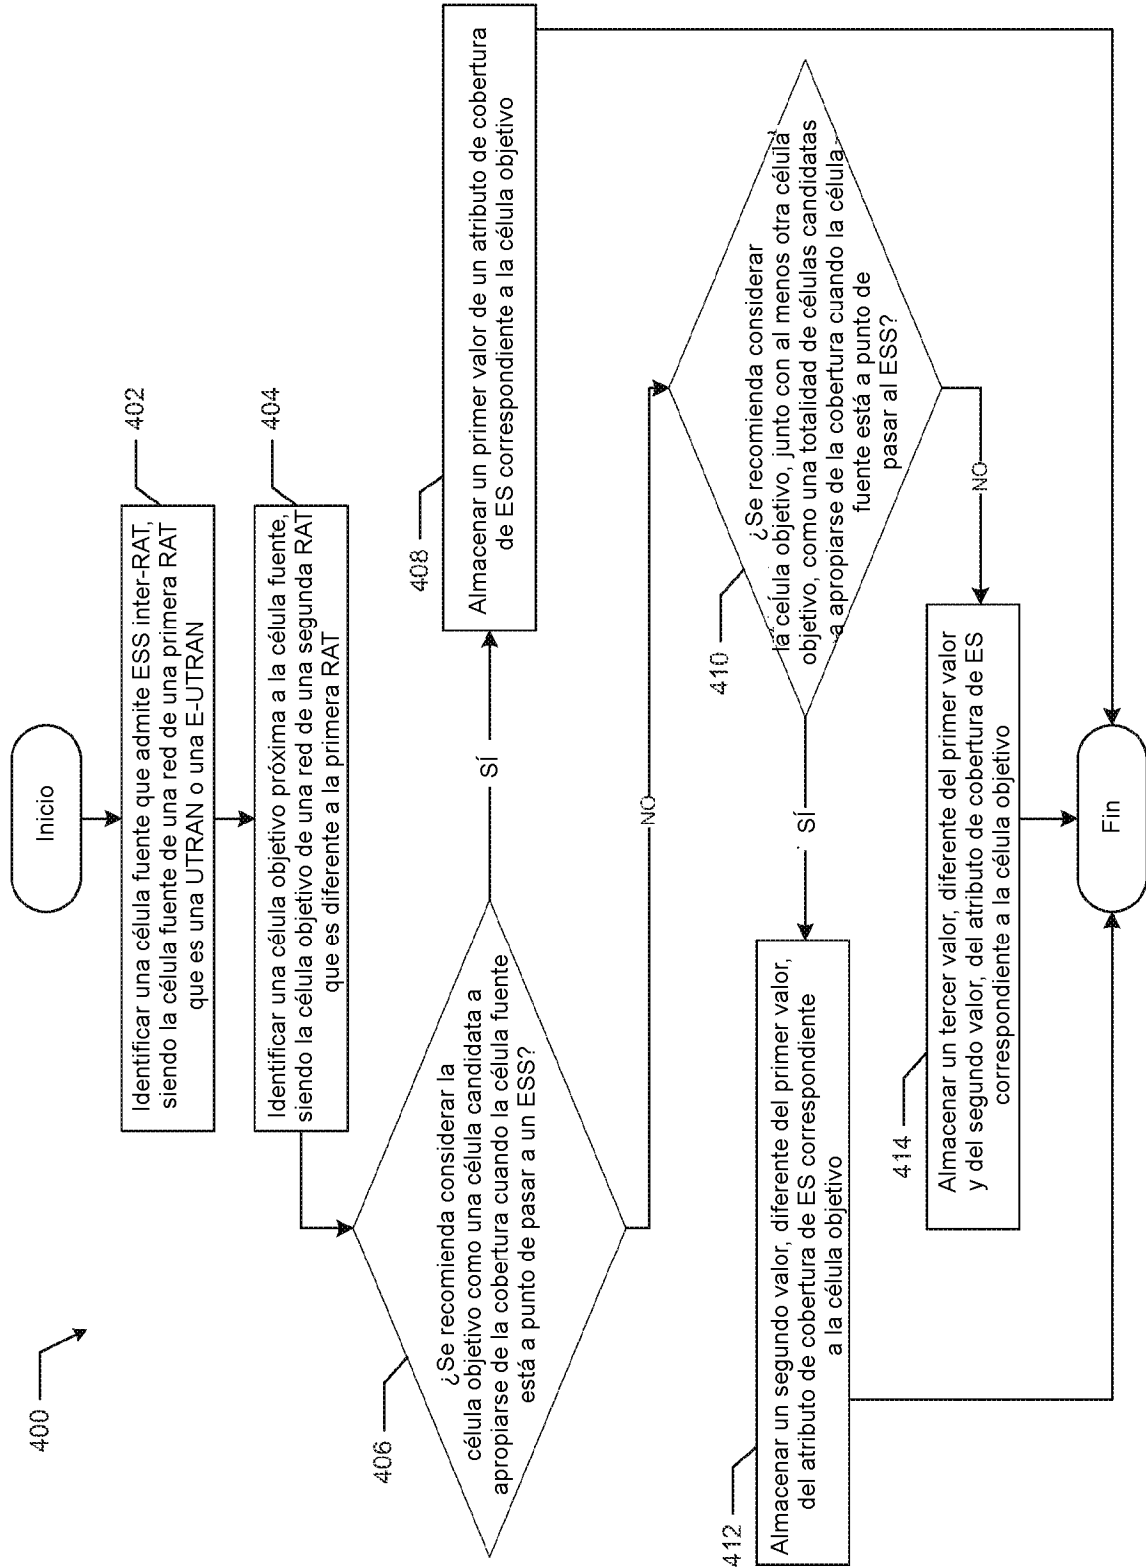 400
Inicio
402
Identificar una célula fuente que admite ESS inter-RAT,
siendo la célula fuente de una red de una primera RAT
que es una UTRAN o una E-UTRAN
404
Identificar una célula objetivo próxima a la célula fuente,
siendo la célula objetivo de una red de una segunda RAT
que es diferente a la primera RAT
406
¿Se recomienda considerar la
célula objetivo como una célula candidata a
apropiarse de la cobertura cuando la célula fuente
está a punto de pasar a un ESS?
SÍ
408
Almacenar un primer valor de un atributo de cobertura
de ES correspondiente a la célula objetivo
NO
410
¿Se recomienda considerar
la célula objetivo, junto con al menos otra célula
objetivo, como una totalidad de células candidatas
a apropiarse de la cobertura cuando la célula
fuente está a punto de
pasar al ESS?
SÍ
412
Almacenar un segundo valor, diferente del primer valor,
del atributo de cobertura de ES correspondiente
a la célula objetivo
NO
414
Almacenar un tercer valor, diferente del primer valor
y del segundo valor, del atributo de cobertura de ES
correspondiente a la célula objetivo
Fin